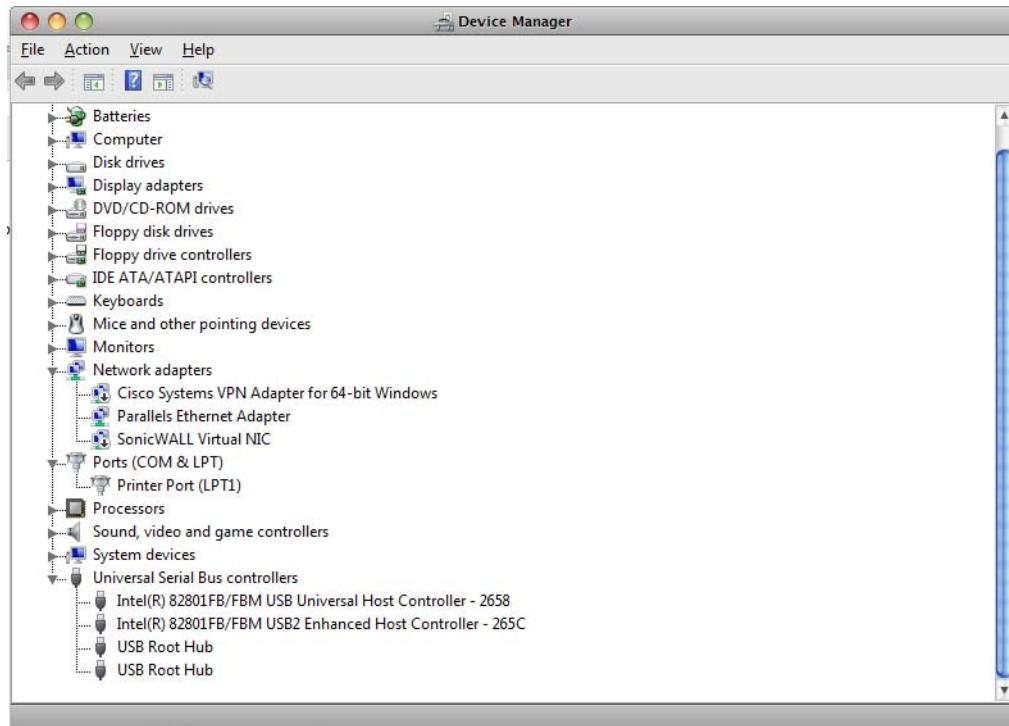 Device Manager
File Action View Help
Batteries
Computer
Disk drives
Display adapters
DVD/CD-ROM drives
Floppy disk drives
Floppy drive controllers
IDE ATA/ATAPI controllers
Keyboards
Mice and other pointing devices
Monitors
Network adapters
Cisco Systems VPN Adapter for 64-bit Windows
Parallels Ethernet Adapter
SonicWALL Virtual NIC
Ports (COM & LPT)
Printer Port (LPT1)
Processors
Sound, video and game controllers
System devices
Universal Serial Bus controllers
Intel(R) 82801FB/FBM USB Universal Host Controller - 2658
Intel(R) 82801FB/FBM USB2 Enhanced Host Controller - 265C
USB Root Hub
USB Root Hub